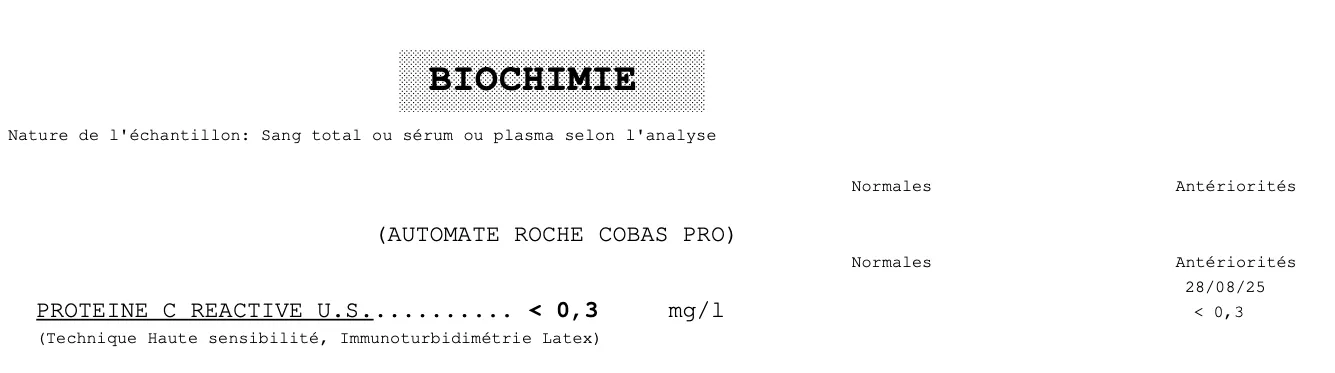 BIOCHIMIE
Nature de l'échantillon: Sang total ou sérum ou plasma selon l'analyse
Normales Antériorités
(AUTOMATE ROCHE COBAS PRO)
Normales Antériorités
28/08/25
PROTEINE C REACTIVE U.S........... < 0,3 mg/l < 0,3
(Technique Haute sensibilité, Immunoturbidimétrie Latex)